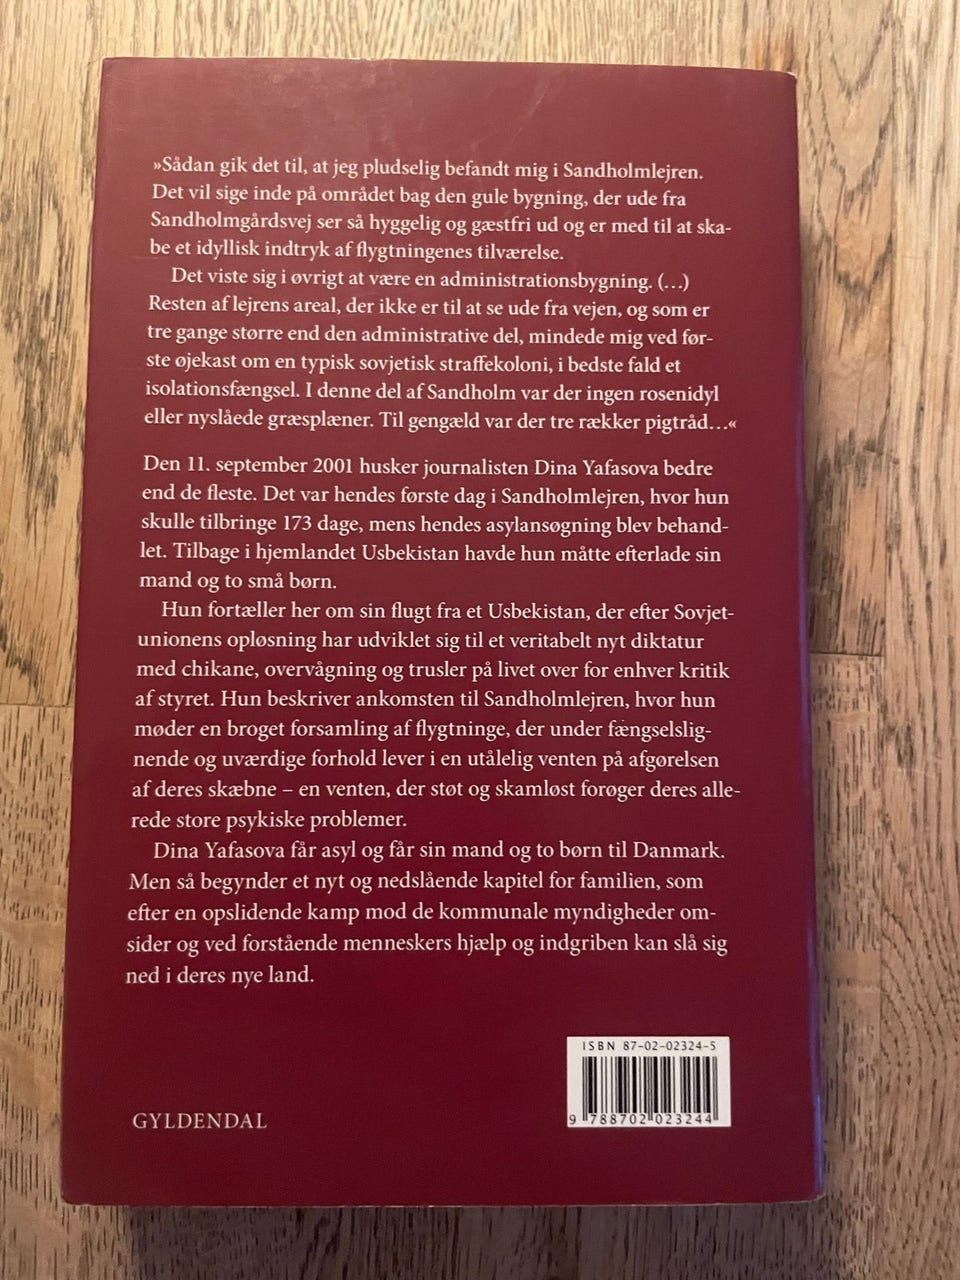 »Sådan gik det til, at jeg pludselig befandt mig i Sandholmlejren.
Det vil sige inde på området bag den gule bygning, der ude fra
Sandholmgårdsvej ser så hyggelig og gæstfri ud og er med til at ska-
be et idyllisk indtryk af flygtningenes tilværelse.
Det viste sig i øvrigt at være en administrationsbygning. (…)
Resten af lejrens areal, der ikke er til at se ude fra vejen, og som er
tre gange større end den administrative del, mindede mig ved før-
ste øjekast om en typisk sovjetisk straffekoloni, i bedste fald et
isolationsfængsel. I denne del af Sandholm var der ingen rosenidyl
eller nyslåede græsplæner. Til gengæld var der tre rækker pigtråd…«
Den 11. september 2001 husker journalisten Dina Yafasova bedre
end de fleste. Det var hendes første dag i Sandholmlejren, hvor hun
skulle tilbringe 173 dage, mens hendes asylansøgning blev behand-
let. Tilbage i hjemlandet Usbekistan havde hun måtte efterlade sin
mand og to små børn.
Hun fortæller her om sin flugt fra et Usbekistan, der efter Sovjet-
unionens opløsning har udviklet sig til et veritabelt nyt diktatur
med chikane, overvågning og trusler på livet over for enhver kritik
af styret. Hun beskriver ankomsten til Sandholmlejren, hvor hun
møder en broget forsamling af flygtninge, der under fængselslig-
nende og uværdige forhold lever i en utålelig venten på afgørelsen
af deres skæbne – en venten, der støt og skamløst forøger deres alle-
rede store psykiske problemer.
Dina Yafasova får asyl og får sin mand og to børn til Danmark.
Men så begynder et nyt og nedslående kapitel for familien, som
efter en opslidende kamp mod de kommunale myndigheder om-
sider og ved forstående menneskers hjælp og indgriben kan slå sig
ned i deres nye land.
ISBN 87-02-02324-5
9 788702 023244
GYLDENDAL